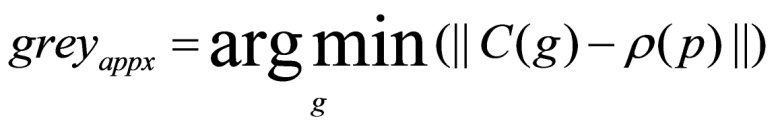 grey_appx = arg min (|| C(g) − ρ(p) ||)
g